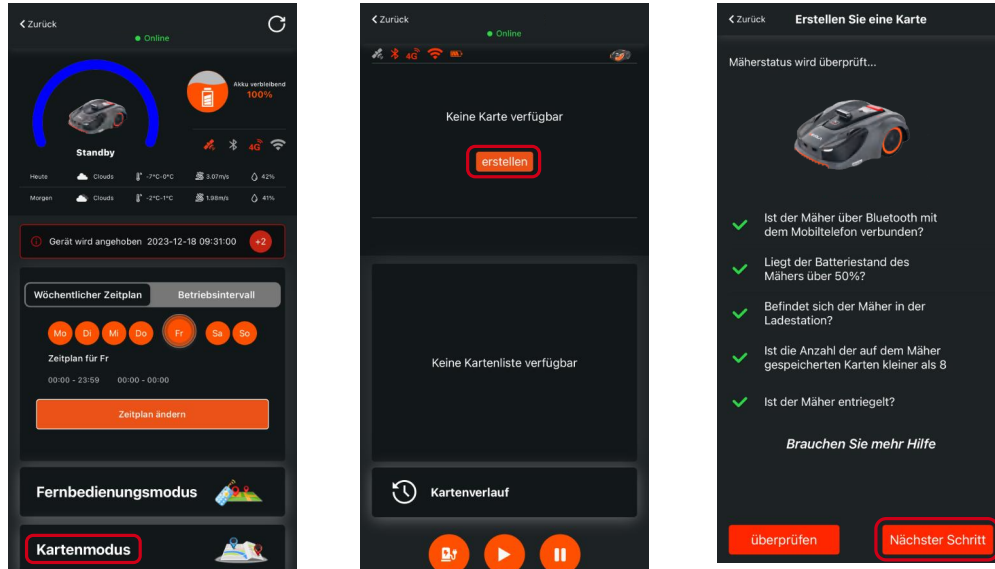 Zurück
Online
Akku verbleibend
100%
Standby
4G
Heute Clouds -7°C-0°C 3.07m/s 42%
Morgen Clouds -2°C-1°C 1.98m/s 41%
Gerät wird angehoben 2023-12-18 09:31:00 +2
Wöchentlicher Zeitplan Betriebsintervall
Mo Di Mi Do Fr Sa So
Zeitplan für Fr
00:00 - 23:59 00:00 - 00:00
Zeitplan ändern
Fernbedienungsmodus
Kartenmodus
Zurück
Online
4G
Keine Karte verfügbar
erstellen
Keine Kartenliste verfügbar
Kartenverlauf
Zurück Erstellen Sie eine Karte
Mäherstatus wird überprüft...
Ist der Mäher über Bluetooth mit
dem Mobiltelefon verbunden?
Liegt der Batteriestand des
Mähers über 50%?
Befindet sich der Mäher in der
Ladestation?
Ist die Anzahl der auf dem Mäher
gespeicherten Karten kleiner als 8
Ist der Mäher entriegelt?
Brauchen Sie mehr Hilfe
überprüfen Nächster Schritt